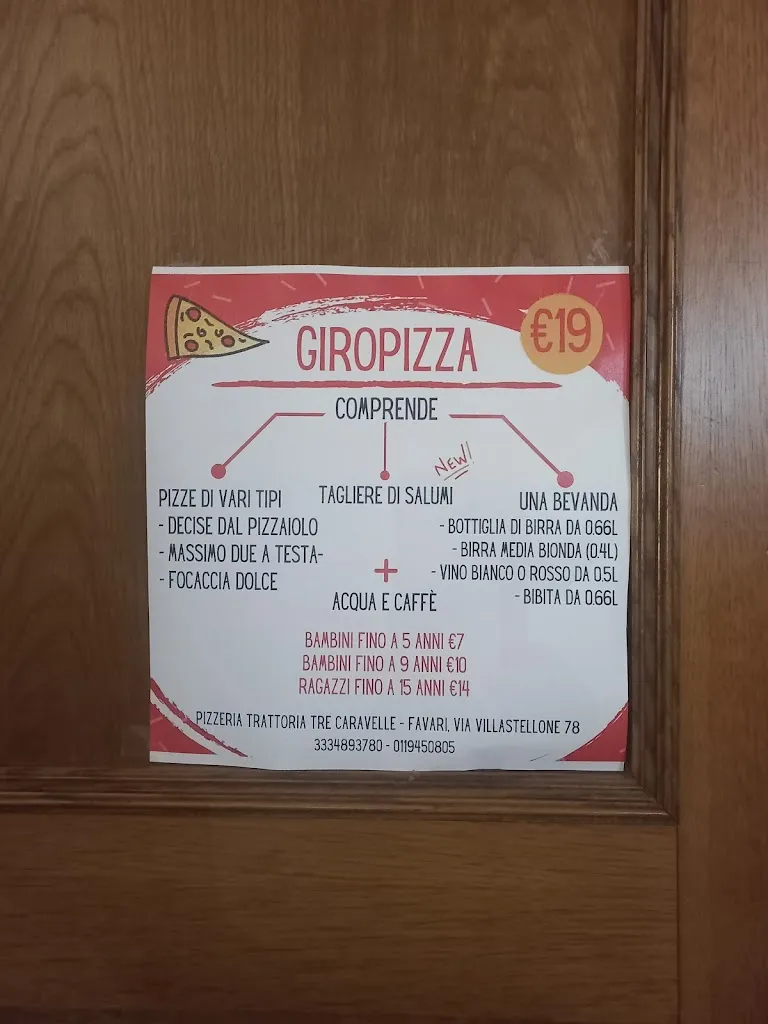 GIROPIZZA
€19
COMPRENDE
NEW!
PIZZE DI VARI TIPI
- DECISE DAL PIZZAIOLO
- MASSIMO DUE A TESTA-
- FOCACCIA DOLCE
TAGLIERE DI SALUMI
+
ACQUA E CAFFÈ
UNA BEVANDA
- BOTTIGLIA DI BIRRA DA 0.66L
- BIRRA MEDIA BIONDA (0.4L)
- VINO BIANCO O ROSSO DA 0.5L
- BIBITA DA 0.66L
BAMBINI FINO A 5 ANNI €7
BAMBINI FINO A 9 ANNI €10
RAGAZZI FINO A 15 ANNI €14
PIZZERIA TRATTORIA TRE CARAVELLE - FAVARI, VIA VILLASTELLONE 78
3334893780 - 0119450805